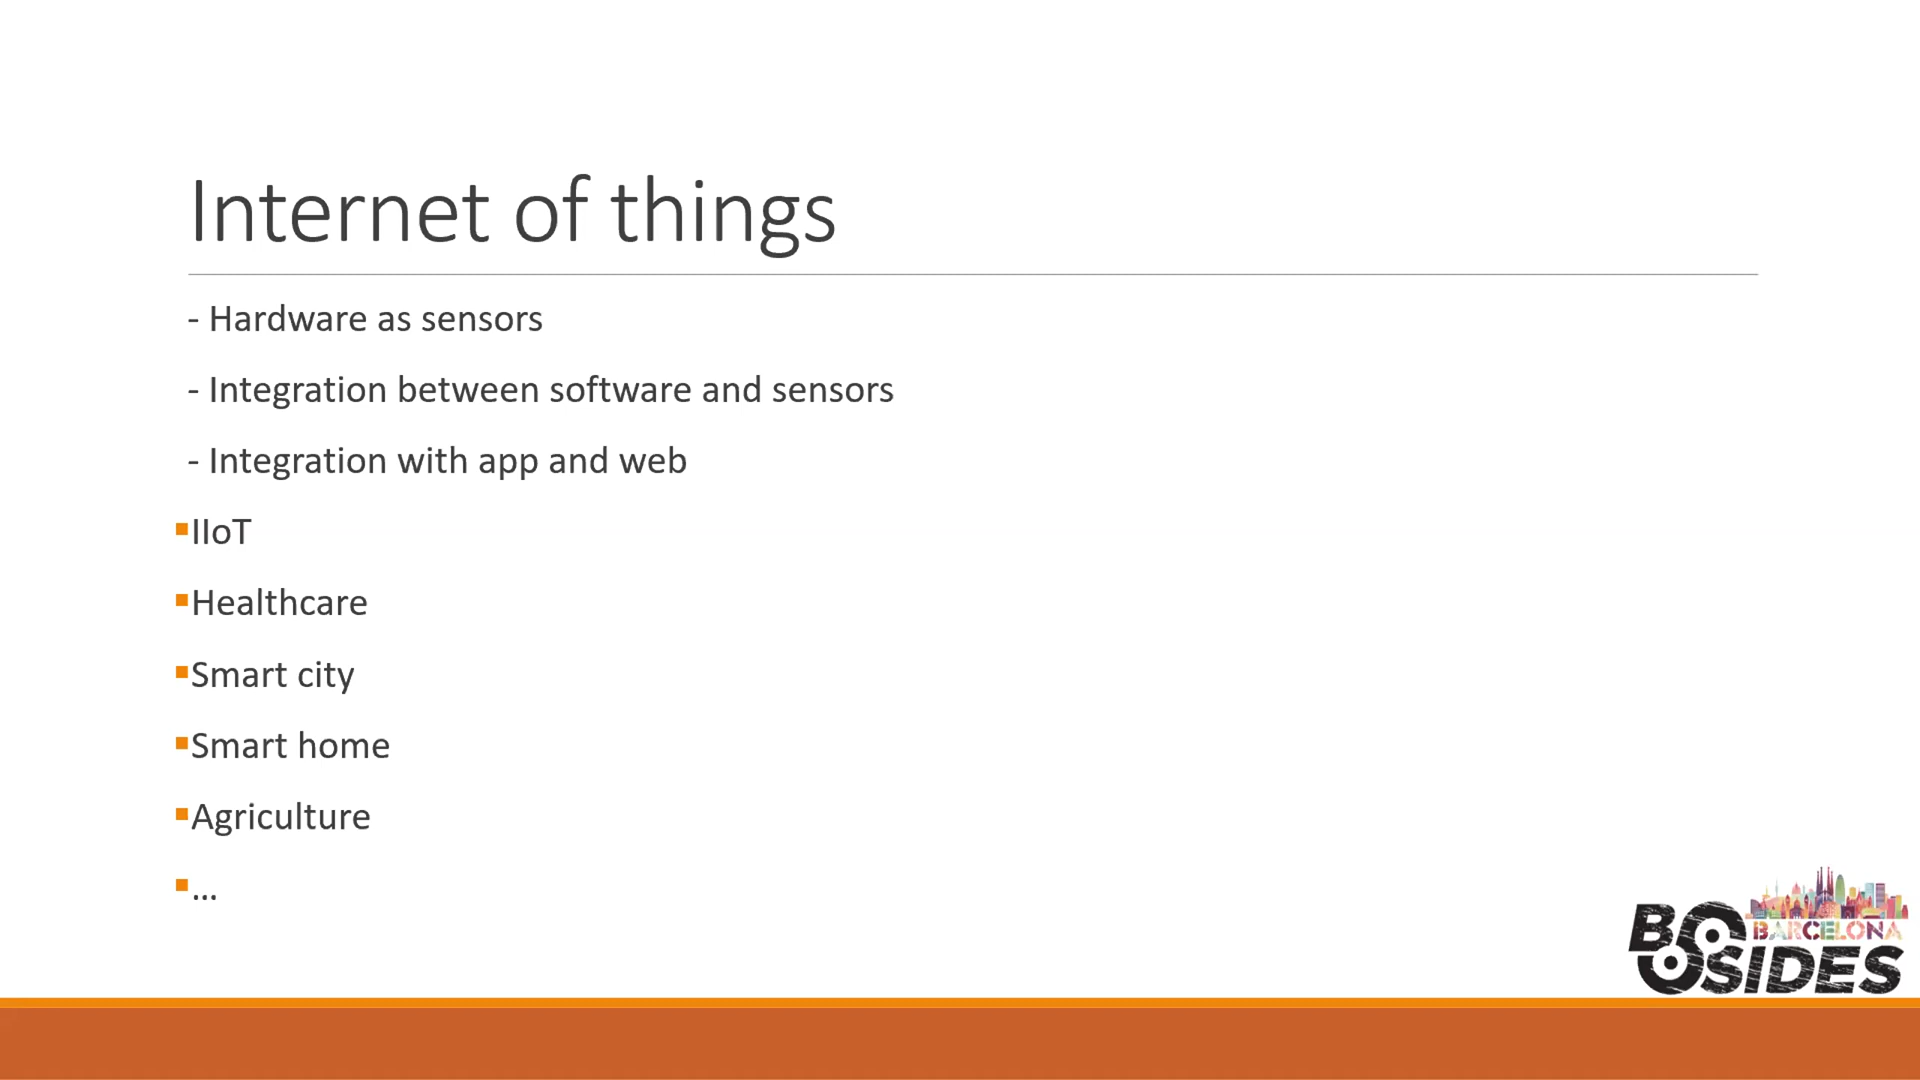 Internet of things
- Hardware as sensors
- Integration between software and sensors
- Integration with app and web
▪IIoT
▪Healthcare
▪Smart city
▪Smart home
▪Agriculture
▪...
BARCELONA
BSIDES